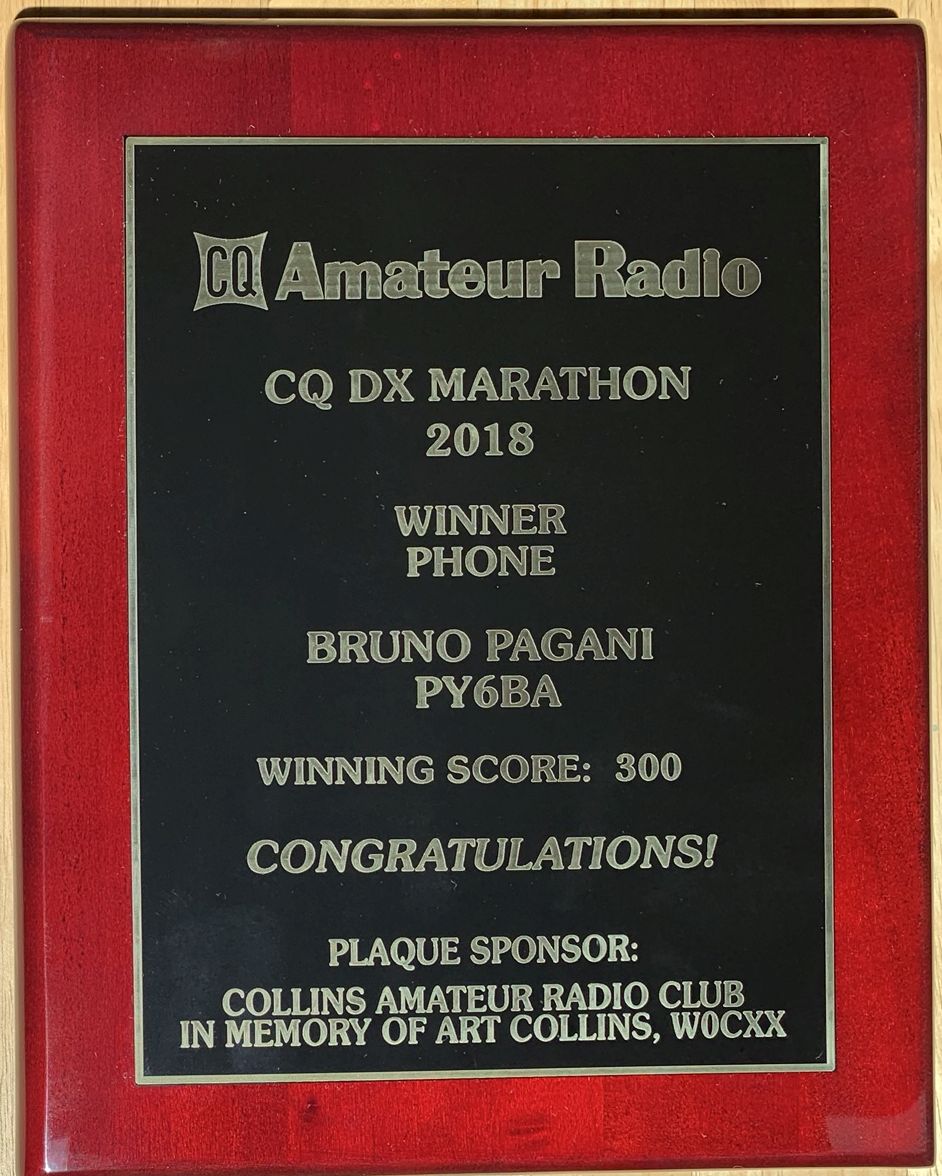 CQ Amateur Radio
CQ DX MARATHON
2018
WINNER
PHONE
BRUNO PAGANI
PY6BA
WINNING SCORE: 300
CONGRATULATIONS!
PLAQUE SPONSOR:
COLLINS AMATEUR RADIO CLUB
IN MEMORY OF ART COLLINS, W0CXX